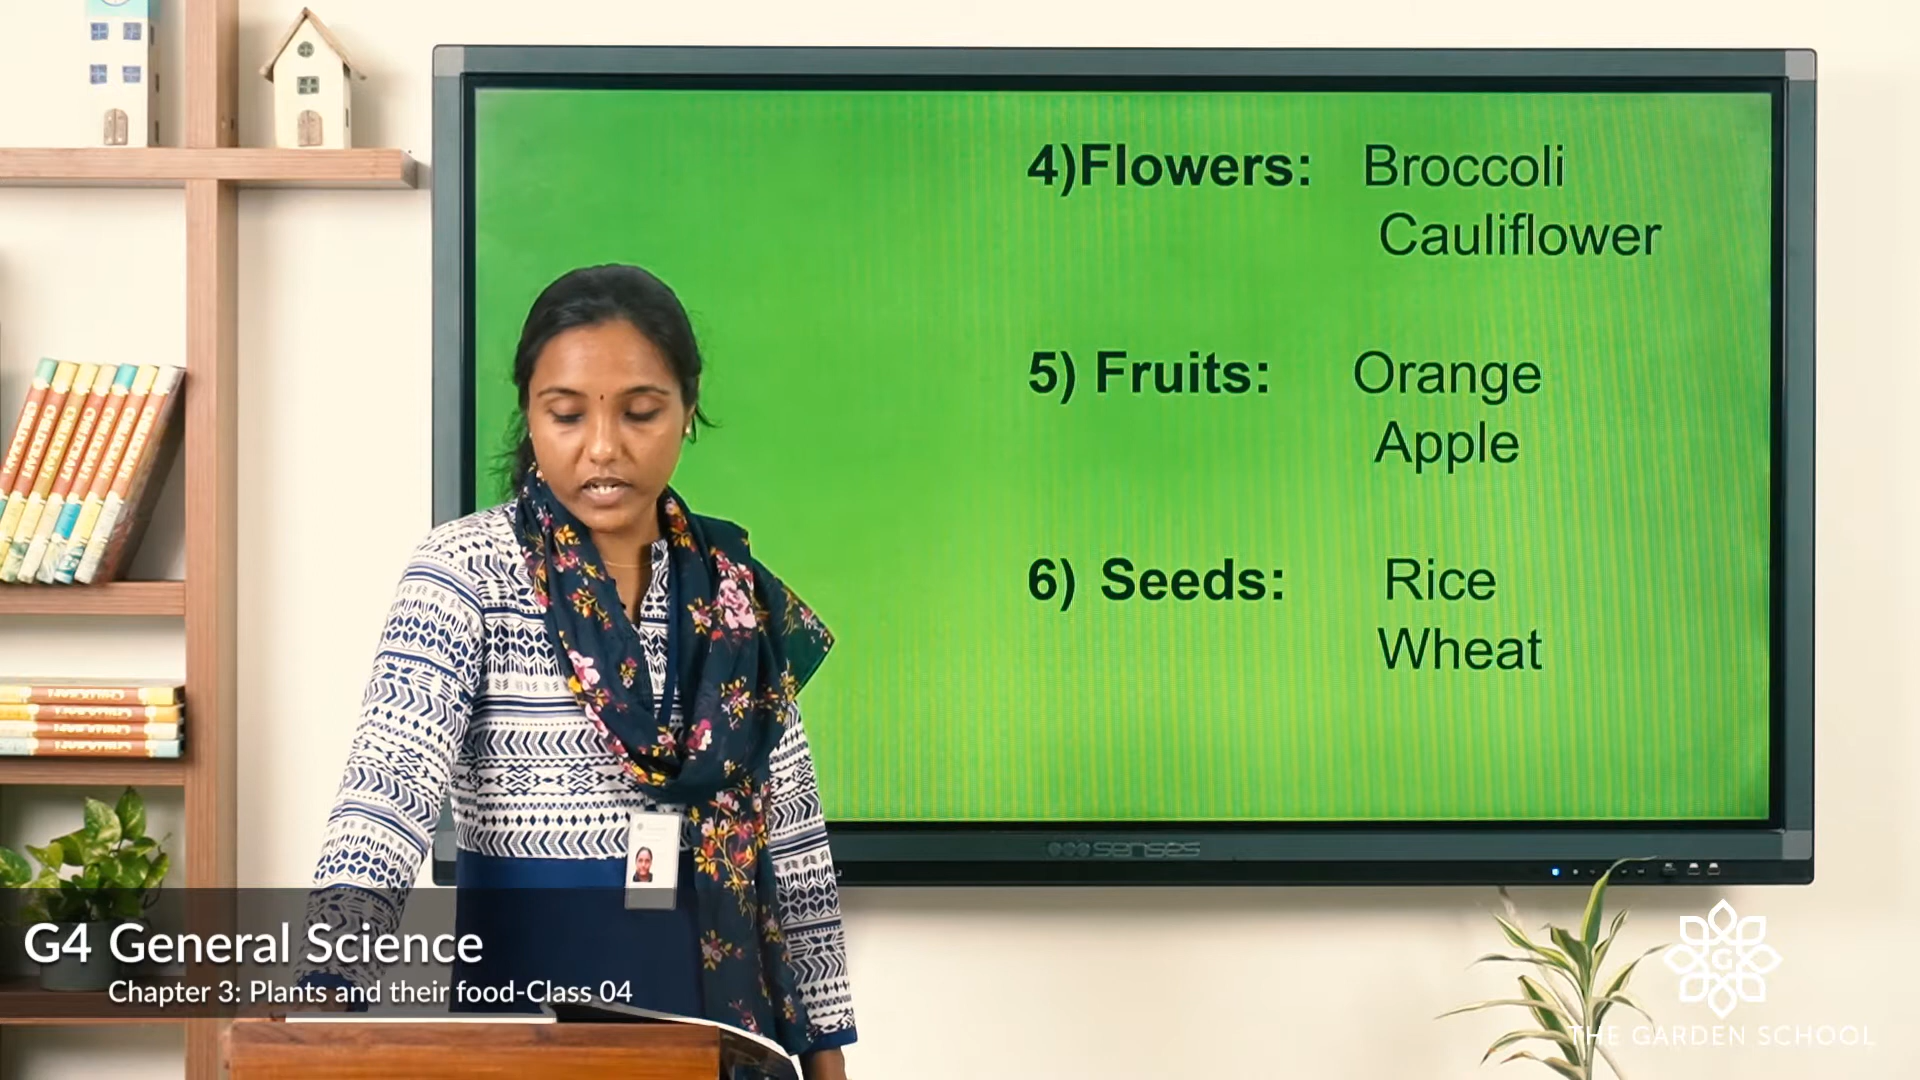 4)Flowers: Broccoli
Cauliflower
5) Fruits: Orange
Apple
6) Seeds: Rice
Wheat
senses
G4 General Science
Chapter 3: Plants and their food-Class 04
G
THE GARDEN SCHOOL